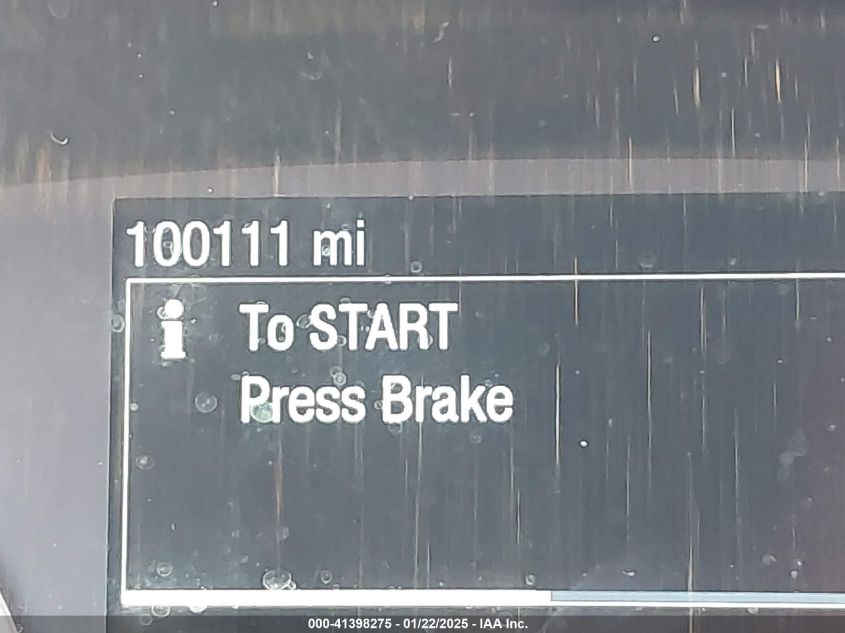 100111 mi
i To START
Press Brake
000-41398275 - 01/22/2025 - IAA Inc.